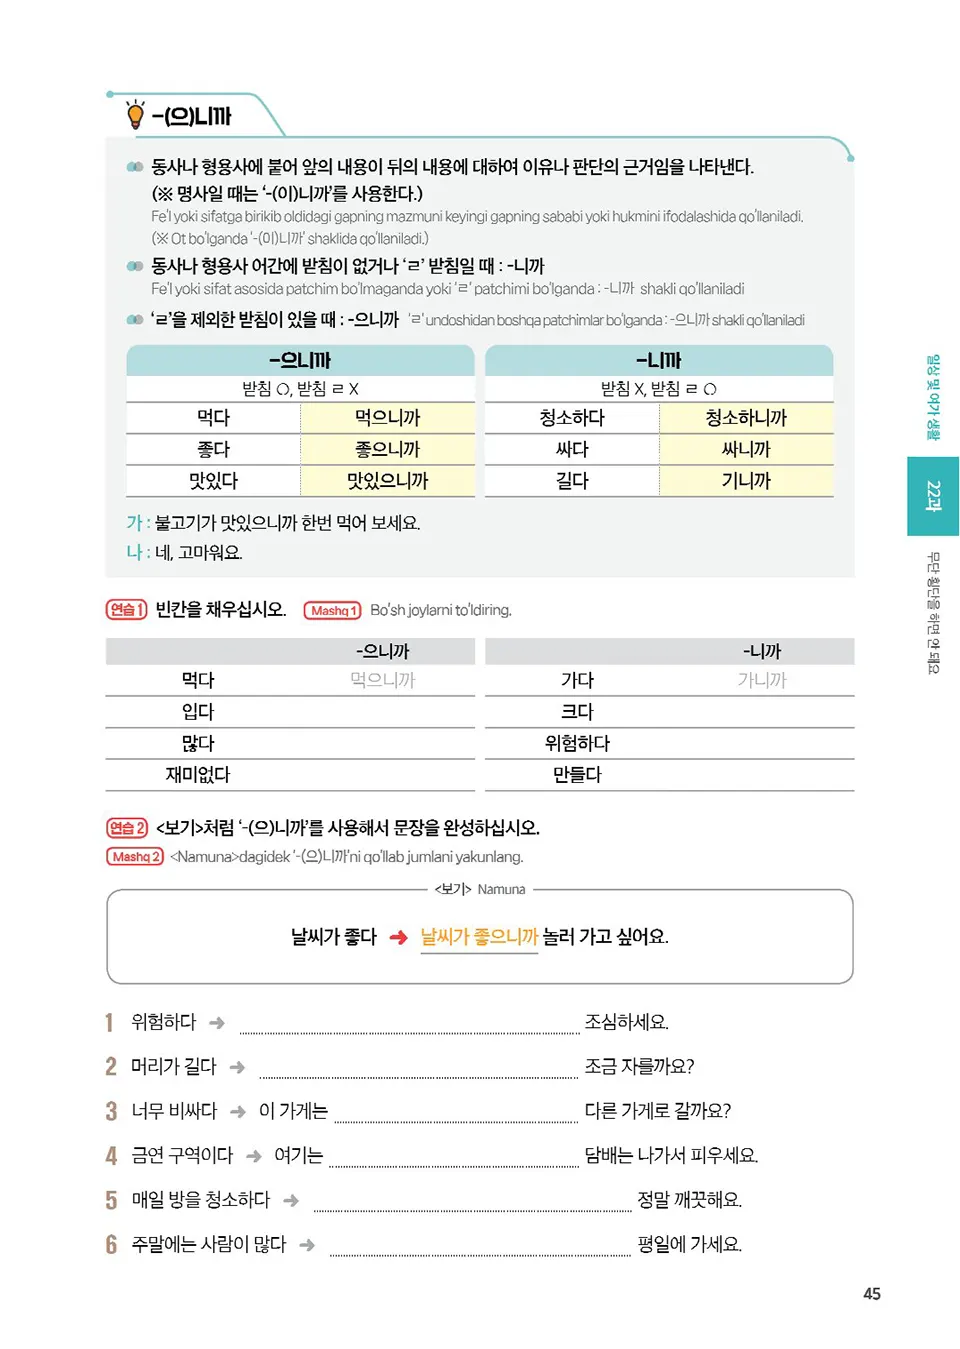 -(으)니까
동사나 형용사에 붙어 앞의 내용이 뒤의 내용에 대하여 이유나 판단의 근거임을 나타낸다.
(※ 명사일 때는 ‘-(이)니까’를 사용한다.)
Fe’l yoki sifatga birikib oldidagi gapning mazmuni keyingi gapning sababi yoki hukmini ifodalashida qo’llaniladi.
(※ Ot bo’lganda ‘-(이)니까’ shaklida qo’llaniladi.)
동사나 형용사 어간에 받침이 없거나 ‘ㄹ’ 받침일 때 : -니까
Fe’l yoki sifat asosida patchim bo’lmaganda yoki ‘ㄹ’ patchimi bo’lganda : -니까 shakli qo’llaniladi
‘ㄹ’을 제외한 받침이 있을 때 : -으니까 ‘ㄹ’ undoshidan boshqa patchimlar bo’lganda : -으니까 shakli qo’llaniladi
-으니까 -니까
받침 O, 받침 ㄹ X 받침 X, 받침 ㄹ O
먹다 먹으니까 청소하다 청소하니까
좋다 좋으니까 싸다 싸니까
맛있다 맛있으니까 길다 기니까
가 : 불고기가 맛있으니까 한번 먹어 보세요.
나 : 네, 고마워요.
연습 1 빈칸을 채우십시오. Mashq 1 Bo’sh joylarni to’ldiring.
-으니까 -니까
먹다 먹으니까 가다 가니까
입다 크다
많다 위험하다
재미없다 만들다
연습 2 <보기>처럼 ‘-(으)니까’를 사용해서 문장을 완성하십시오.
Mashq 2 <Namuna>dagidek ‘-(으)니까’ni qo’llab jumlani yakunlang.
<보기> Namuna
날씨가 좋다 ➜ 날씨가 좋으니까 놀러 가고 싶어요.
1 위험하다 ➜ 조심하세요.
2 머리가 길다 ➜ 조금 자를까요?
3 너무 비싸다 ➜ 이 가게는 다른 가게로 갈까요?
4 금연 구역이다 ➜ 여기는 담배는 나가서 피우세요.
5 매일 방을 청소하다 ➜ 정말 깨끗해요.
6 주말에는 사람이 많다 ➜ 평일에 가세요.
일상 및 여가 생활
22과
무단 횡단을 하면 안 돼요
45